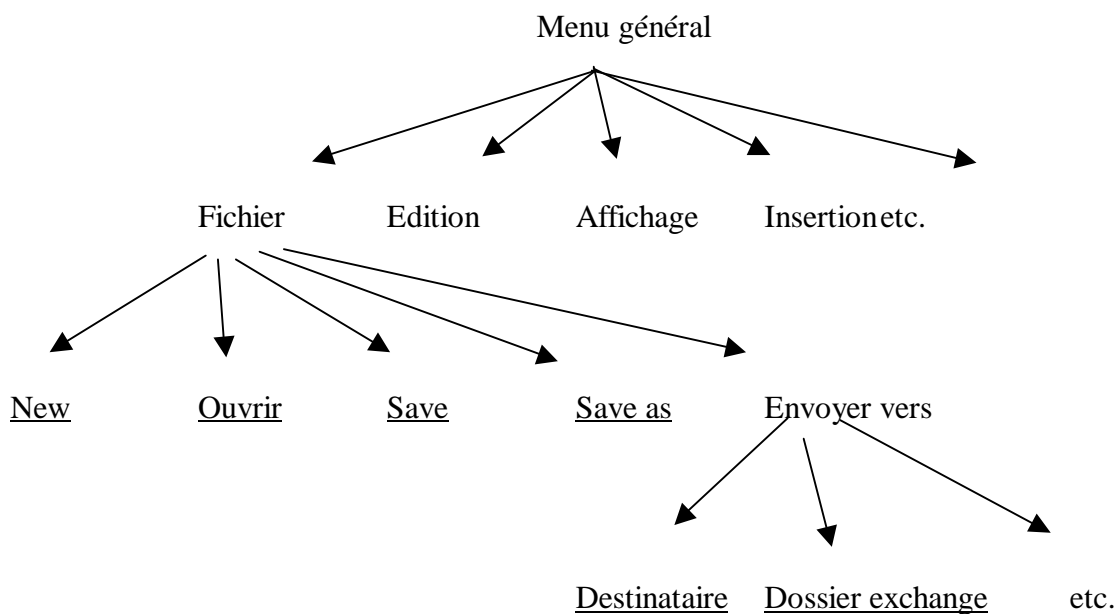 Menu général
Fichier Edition Affichage Insertion etc.
New Ouvrir Save Save as Envoyer vers
Destinataire Dossier exchange etc.